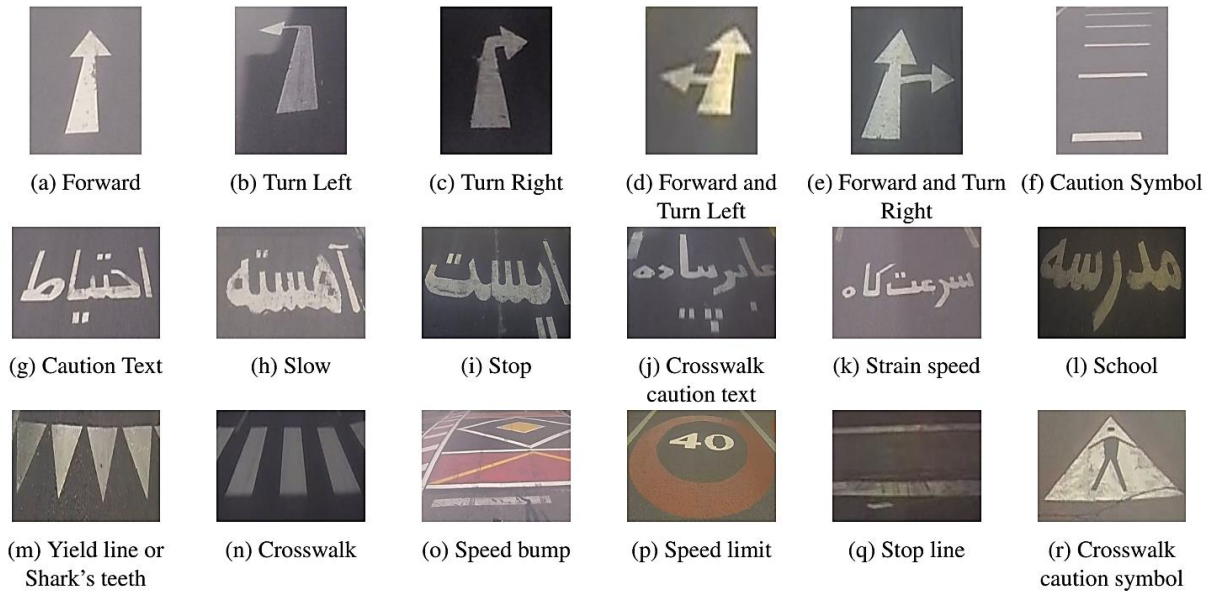 (a) Forward
(b) Turn Left
(c) Turn Right
(d) Forward and
Turn Left
(e) Forward and Turn
Right
(f) Caution Symbol
احتیاط
آهسته
ایست
عابر پیاده
سرعت کاه
مدرسه
(g) Caution Text
(h) Slow
(i) Stop
(j) Crosswalk
caution text
(k) Strain speed
(l) School
40
(m) Yield line or
Shark's teeth
(n) Crosswalk
(o) Speed bump
(p) Speed limit
(q) Stop line
(r) Crosswalk
caution symbol